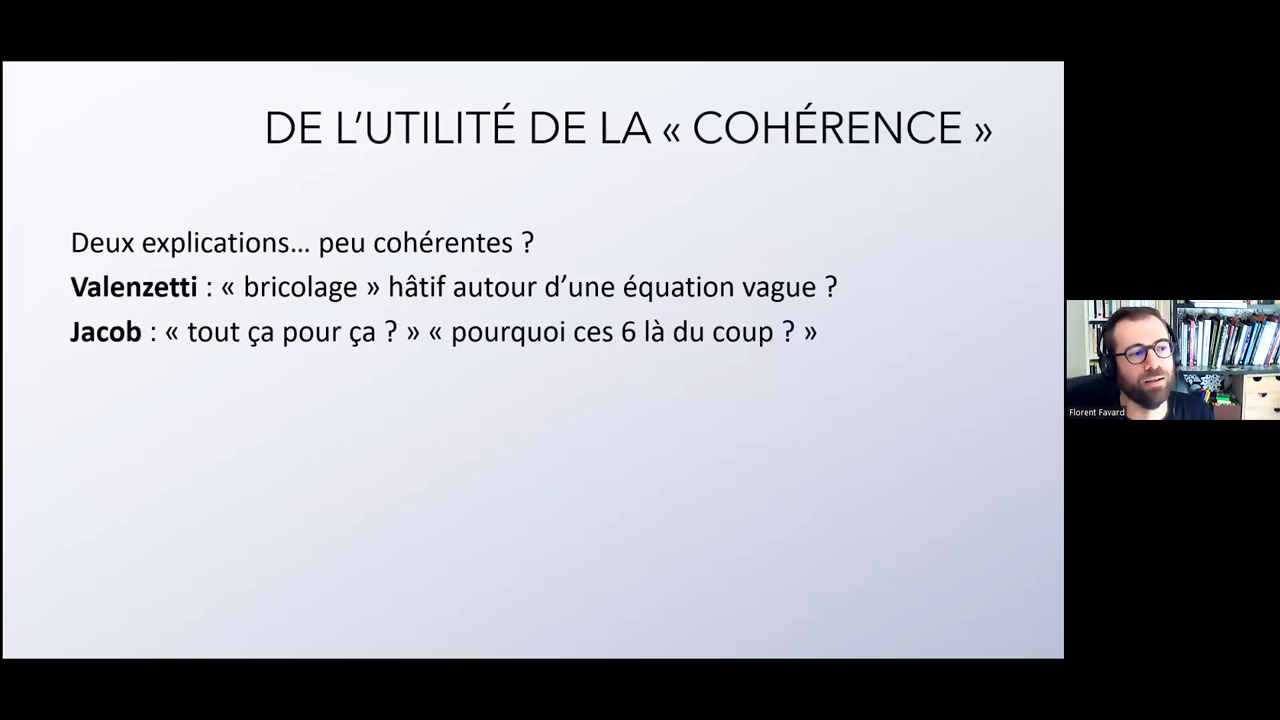 DE L’UTILITÉ DE LA « COHÉRENCE »
Deux explications… peu cohérentes ?
Valenzetti : « bricolage » hâtif autour d’une équation vague ?
Jacob : « tout ça pour ça ? » « pourquoi ces 6 là du coup ? »
Florent Favard